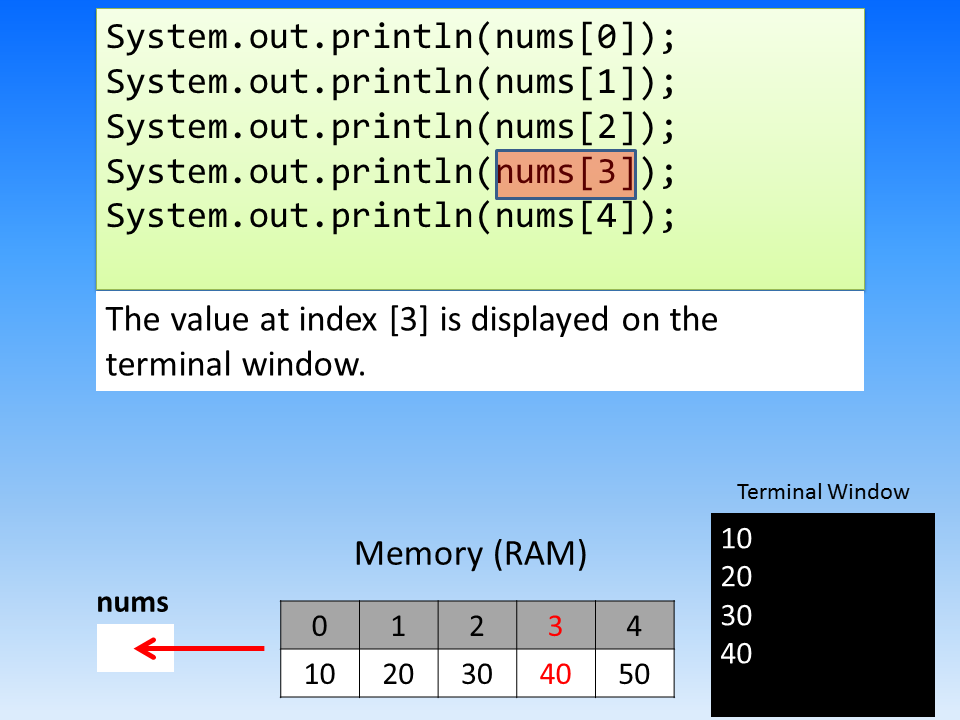 System.out.println(nums[0]);
System.out.println(nums[1]);
System.out.println(nums[2]);
System.out.println(nums[3]);
System.out.println(nums[4]);
The value at index [3] is displayed on the
terminal window.
Terminal Window
10
20
30
40
Memory (RAM)
nums
0 1 2 3 4
10 20 30 40 50